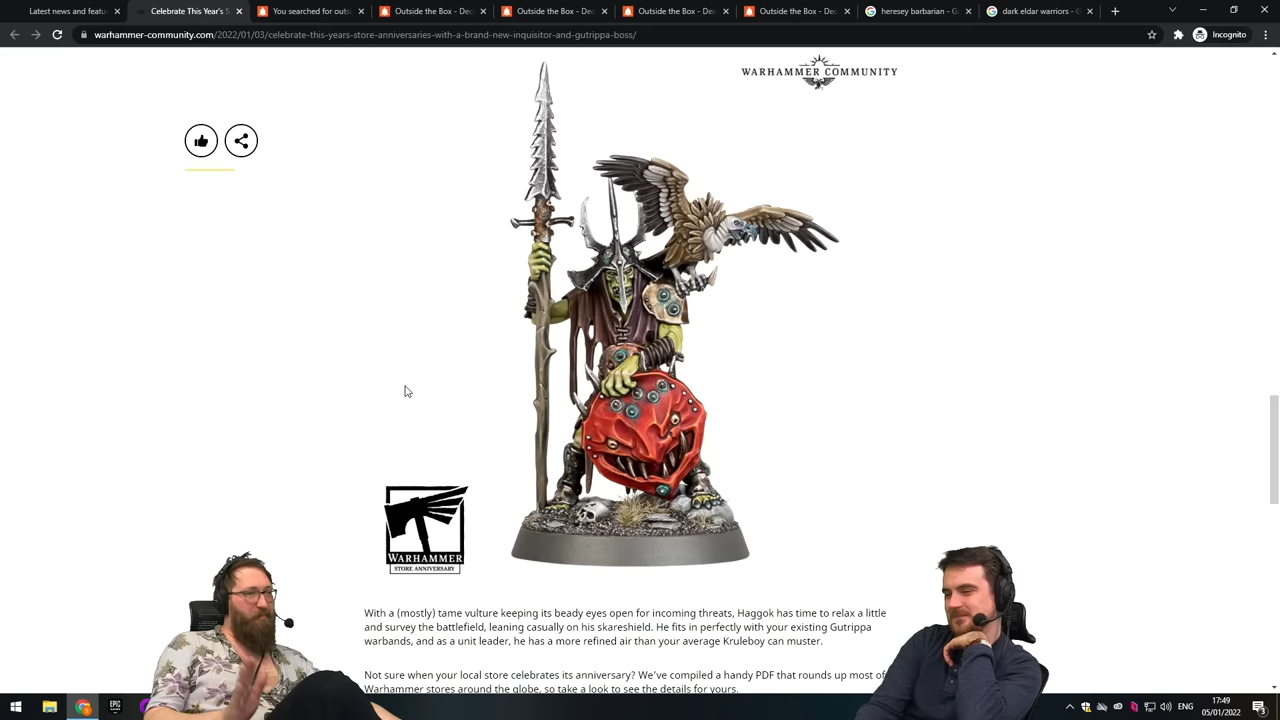 Latest news and featu
Celebrate This Year's S
You searched for outs
Outside the Box - Dec
Outside the Box - Dec
Outside the Box - Dec
Outside the Box - Dec
heresey barbarian - G
dark eldar warriors - G
warhammer-community.com/2022/01/03/celebrate-this-years-store-anniversaries-with-a-brand-new-inquisitor-and-gutrippa-boss/
Incognito
WARHAMMER COMMUNITY
WARHAMMER
STORE ANNIVERSARY
With a (mostly) tame vulture keeping its beady eyes open for incoming threats, Haggok has time to relax a little
and survey the battlefield, leaning casually on his skareshield. He fits in perfectly with your existing Gutrippa
warbands, and as a unit leader, he has a more refined air than your average Kruleboy can muster.
Not sure when your local store celebrates its anniversary? We've compiled a handy PDF that rounds up most of
Warhammer stores around the globe, so take a look to see the details for yours.
EPIC
ENG
17:49
05/01/2022